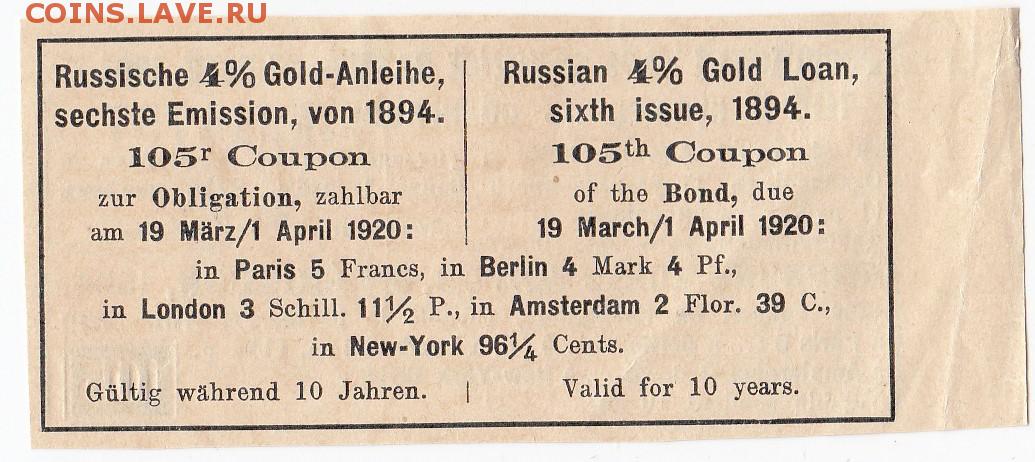 COINS.LAVE.RU
Russische 4% Gold-Anleihe,
sechste Emission, von 1894.
105r Coupon
zur Obligation, zahlbar
am 19 März/1 April 1920:
Russian 4% Gold Loan,
sixth issue, 1894.
105th Coupon
of the Bond, due
19 March/1 April 1920:
in Paris 5 Francs, in Berlin 4 Mark 4 Pf.,
in London 3 Schill. 11½ P., in Amsterdam 2 Flor. 39 C.,
in New-York 96¼ Cents.
Gültig während 10 Jahren.
Valid for 10 years.